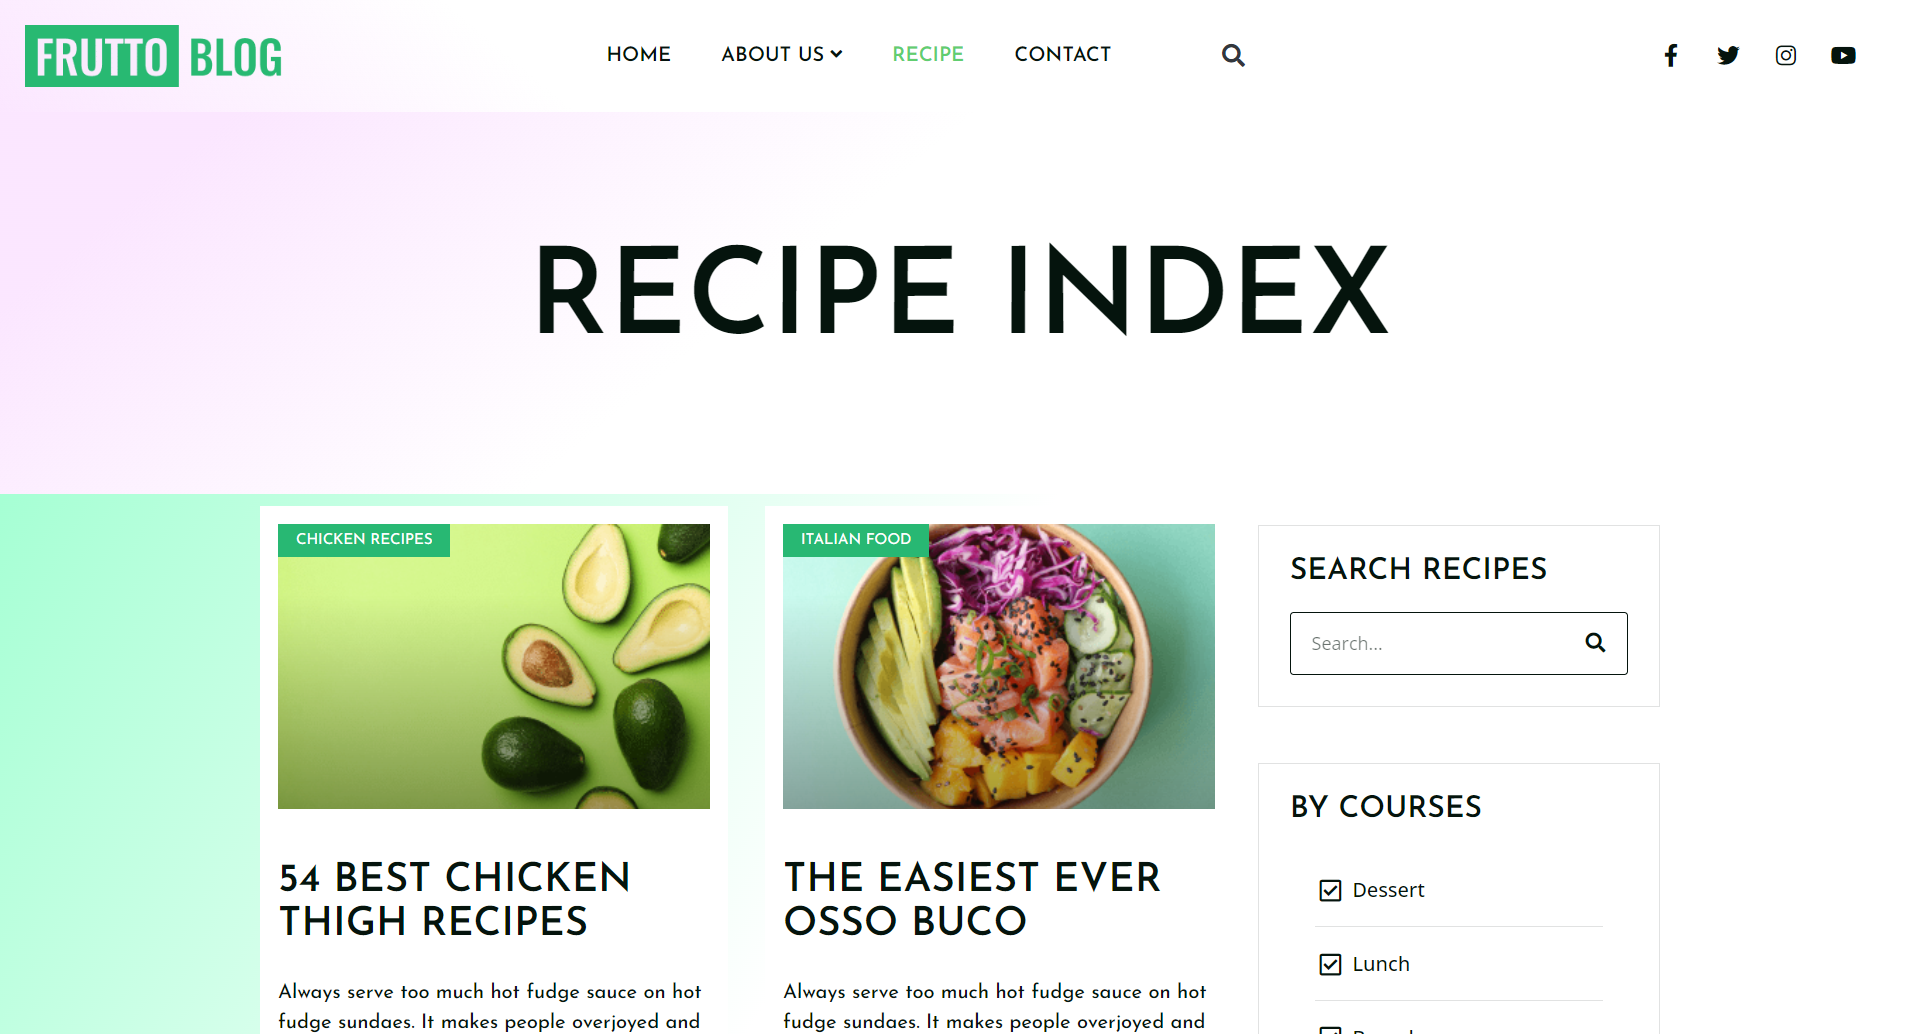 FRUTTO BLOG
HOME
ABOUT US
RECIPE
CONTACT
RECIPE INDEX
CHICKEN RECIPES
54 BEST CHICKEN
THIGH RECIPES
Always serve too much hot fudge sauce on hot
fudge sundaes. It makes people overjoyed and
ITALIAN FOOD
THE EASIEST EVER
OSSO BUCO
Always serve too much hot fudge sauce on hot
fudge sundaes. It makes people overjoyed and
SEARCH RECIPES
Search...
BY COURSES
Dessert
Lunch